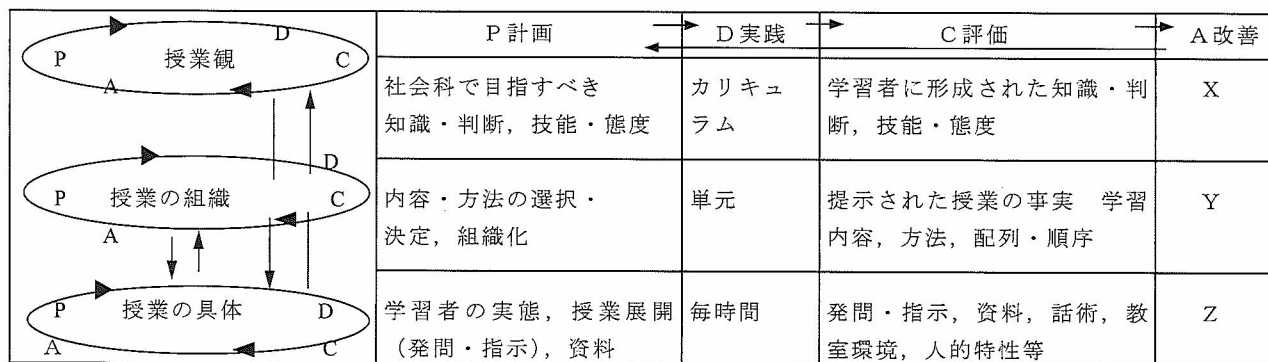 P計画
D実践
C評価
A改善
P
授業観
D
C
A
社会科で目指すべき
知識・判断,技能・態度
カリキュ
ラム
学習者に形成された知識・判
断,技能・態度
X
P
授業の組織
D
C
A
内容・方法の選択・
決定,組織化
単元
提示された授業の事実 学習
内容,方法,配列・順序
Y
P
授業の具体
D
A
C
学習者の実態,授業展開
(発問・指示),資料
毎時間
発問・指示,資料,話術,教
室環境,人的特性等
Z